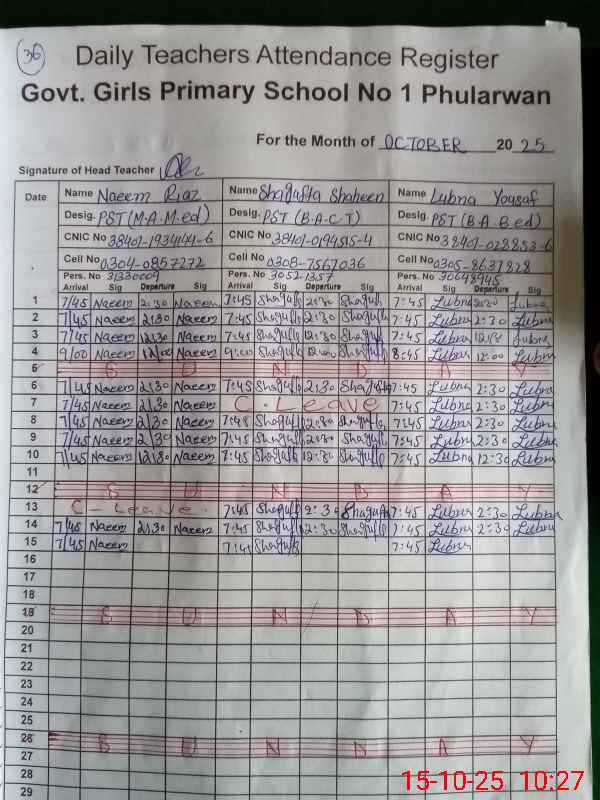 36
Daily Teachers Attendance Register
Govt. Girls Primary School No 1 Phularwan
For the Month of OCTOBER 2025
Signature of Head Teacher
Date Name Naeem Riaz Name Shagufta Shaheen Name Lubna Yousaf
Desig. PST (M.A. M.ed) Desig. PST (B.A C.T) Desig. PST (B.A B.ed)
CNIC No 38401-1934149-6 CNIC No 38401-0194515-4 CNIC No 38401-028853-6
Cell No 0304-0857272 Cell No 0308-7567036 Cell No 0305-8637828
Pers. No 31330009 Pers. No 30521357 Pers. No 30648945
Arrival Sig Departure Sig Arrival Sig Departure Sig Arrival Sig Departure Sig
1 7/45 Naeem 2:30 Naeem 7:45 Shagufta 2:30 Shagufta 7:45 Lubna 2:30 Lubna
2 7/45 Naeem 2/30 Naeem 7:45 Shagufta 2:30 Shagufta 7:45 Lubna 2:30 Lubna
3 7/45 Naeem 12/30 Naeem 7:45 Shagufta 12:30 Shagufta 7:45 Lubna 12:30 Lubna
4 9/00 Naeem 12/00 Naeem 9:00 Shagufta 12:00 Shagufta 8:45 Lubna 12:00 Lubna
5 S U N D A Y
6 7/45 Naeem 2/30 Naeem 7:45 Shagufta 2:30 Shagufta 7:45 Lubna 2:30 Lubna
7 7/45 Naeem 2/30 Naeem C. Leave 7:45 Lubna 2:30 Lubna
8 7/45 Naeem 2/30 Naeem 7:45 Shagufta 2:30 Shagufta 7:45 Lubna 2:30 Lubna
9 7/45 Naeem 2/30 Naeem 7:45 Shagufta 2:30 Shagufta 7:45 Lubna 2:30 Lubna
10 7/45 Naeem 12/30 Naeem 7:45 Shagufta 12:30 Shagufta 7:45 Lubna 12:30 Lubna
11
12 S U N D A Y
13 C - Leave. 7:45 Shagufta 2:30 Shagufta 7:45 Lubna 2:30 Lubna
14 7/45 Naeem 2/30 Naeem 7:45 Shagufta 2:30 Shagufta 7:45 Lubna 2:30 Lubna
15 7/45 Naeem 7:45 Shagufta 7:45 Lubna
16
17
18
19 S U N D A Y
20
21
22
23
24
25
26 S U N D A Y
27
28
29
15-10-25 10:27